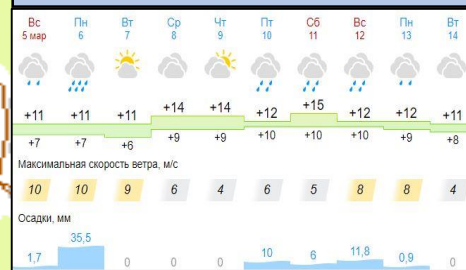 Вс Пн Вт Ср Чт Пт Сб Вс Пн Вт
5 мар 6 7 8 9 10 11 12 13 14
+11 +11 +11 +14 +14 +12 +15 +12 +12 +11
+7 +7 +6 +9 +9 +10 +10 +10 +9 +8
Максимальная скорость ветра, м/с
10 10 9 6 4 6 5 8 8 4
Осадки, мм
1,7 35,5 0 0 0 10 6 11,8 0,9 0